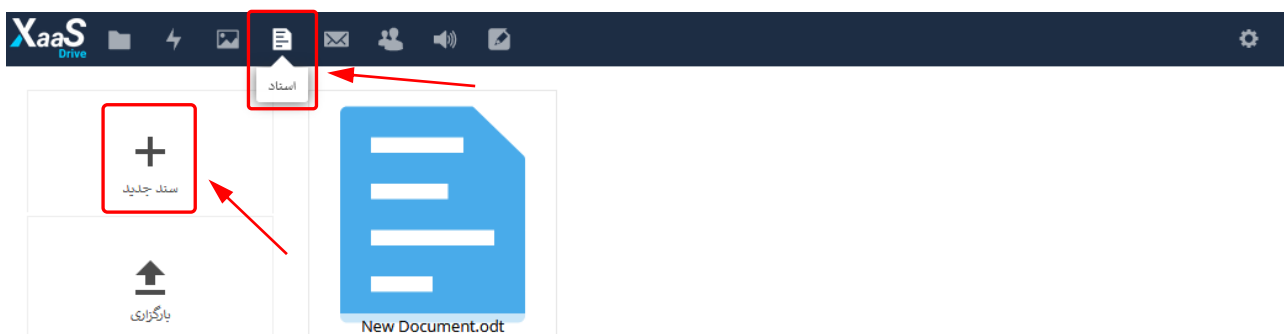 XaaS
Drive
اسناد
سند جدید
بارگزاری
New Document.odt